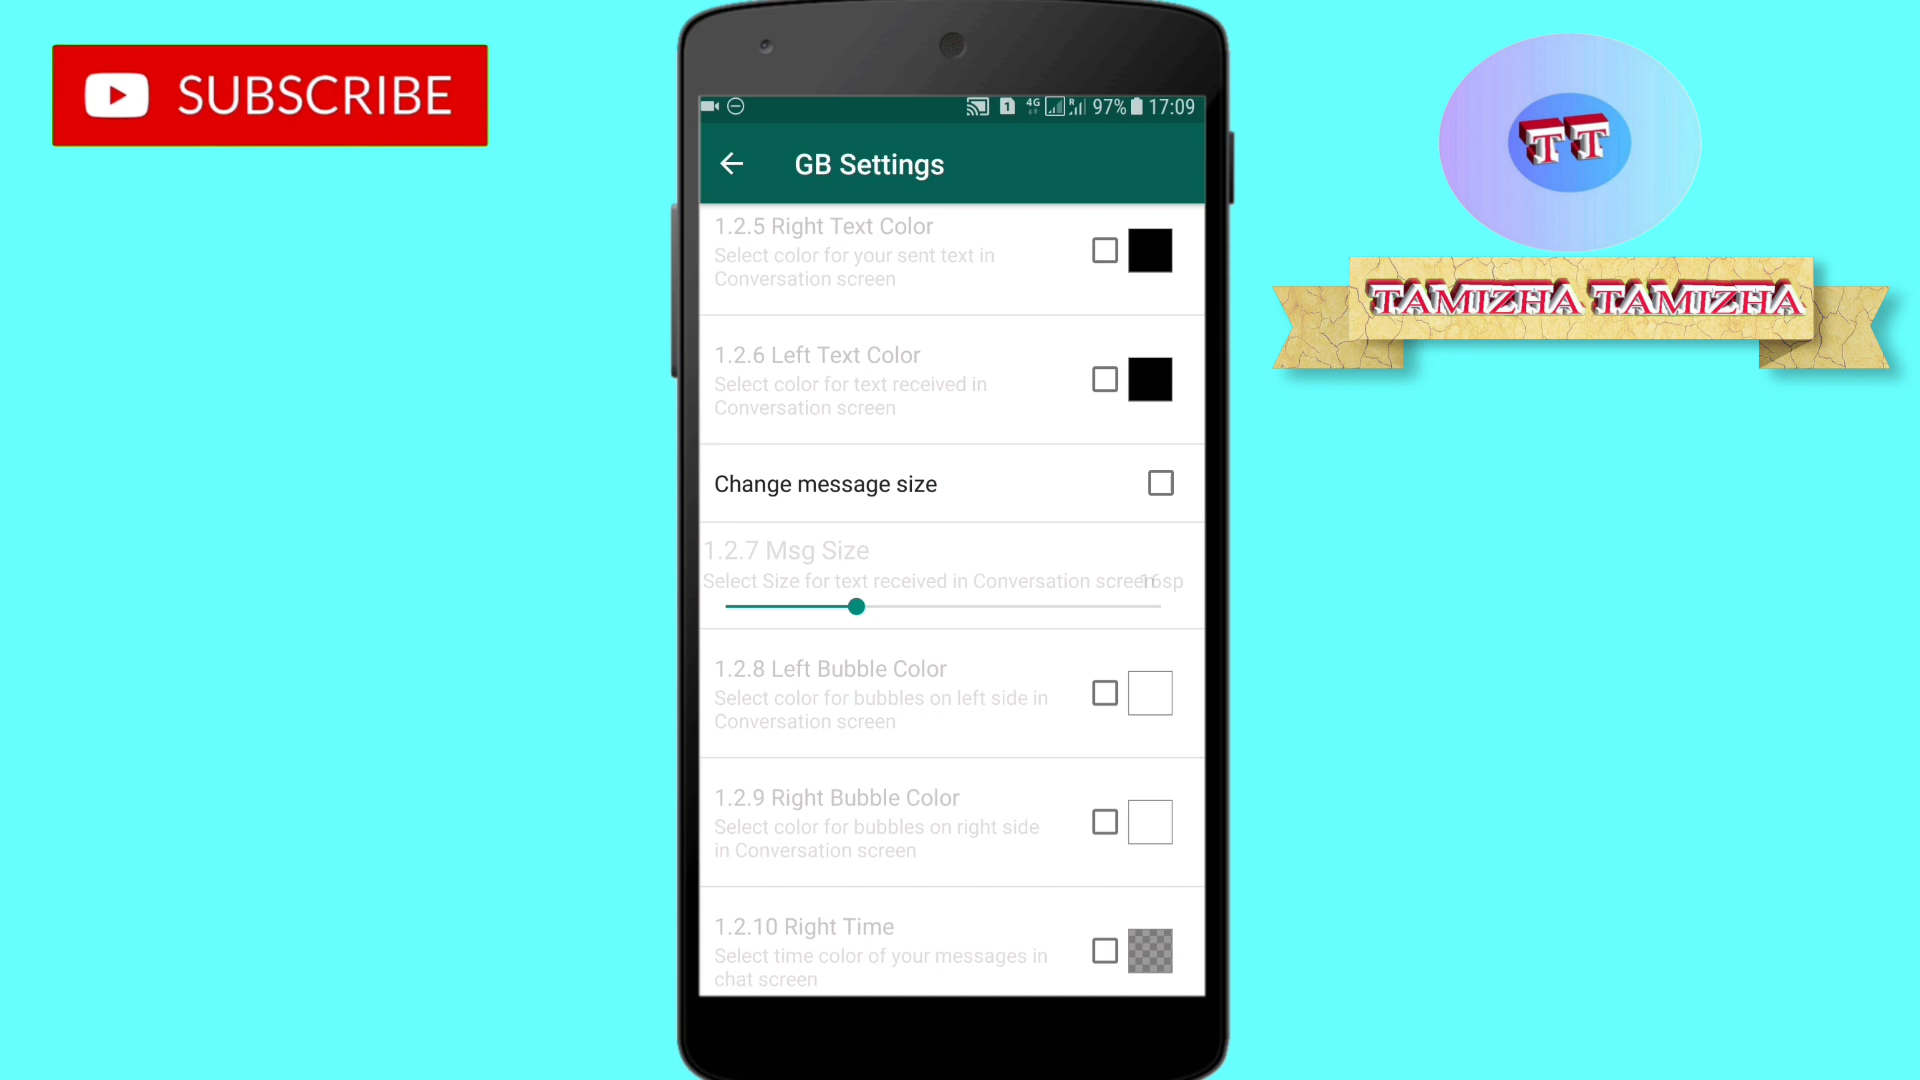 SUBSCRIBE
1 4G R 97% 17:09
GB Settings
1.2.5 Right Text Color
Select color for your sent text in
Conversation screen
1.2.6 Left Text Color
Select color for text received in
Conversation screen
Change message size
1.2.7 Msg Size
Select Size for text received in Conversation screen
16sp
1.2.8 Left Bubble Color
Select color for bubbles on left side in
Conversation screen
1.2.9 Right Bubble Color
Select color for bubbles on right side
in Conversation screen
1.2.10 Right Time
Select time color of your messages in
chat screen
TT
TAMIZHA TAMIZHA